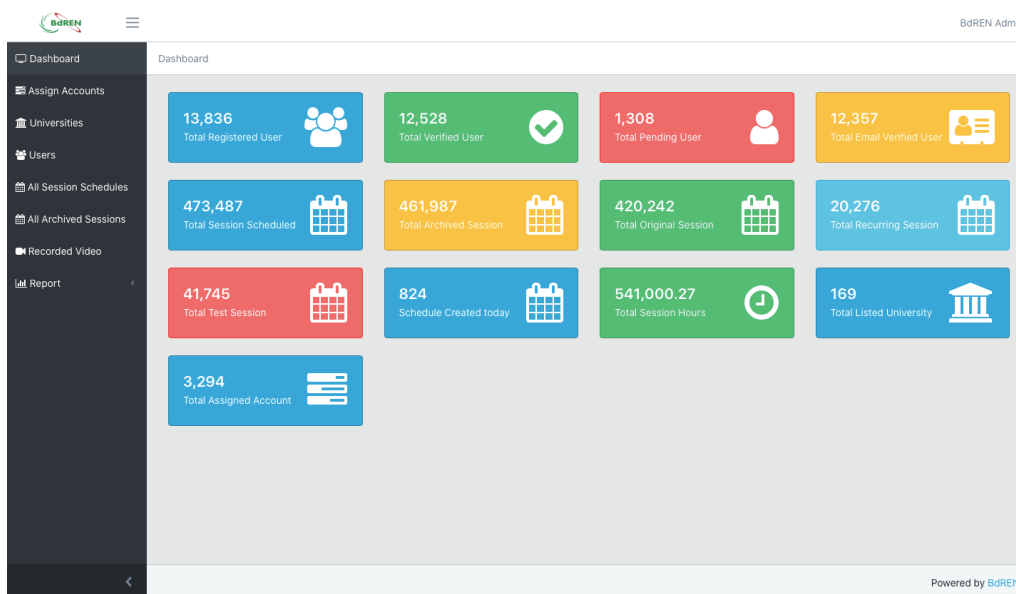 BdREN
BdREN Adm
Dashboard
Assign Accounts
Universities
Users
All Session Schedules
All Archived Sessions
Recorded Video
Report
Dashboard
13,836
Total Registered User
12,528
Total Verified User
1,308
Total Pending User
12,357
Total Email Verified User
473,487
Total Session Scheduled
461,987
Total Archived Session
420,242
Total Original Session
20,276
Total Recurring Session
41,745
Total Test Session
824
Schedule Created today
541,000.27
Total Session Hours
169
Total Listed University
3,294
Total Assigned Account
Powered by BdREN